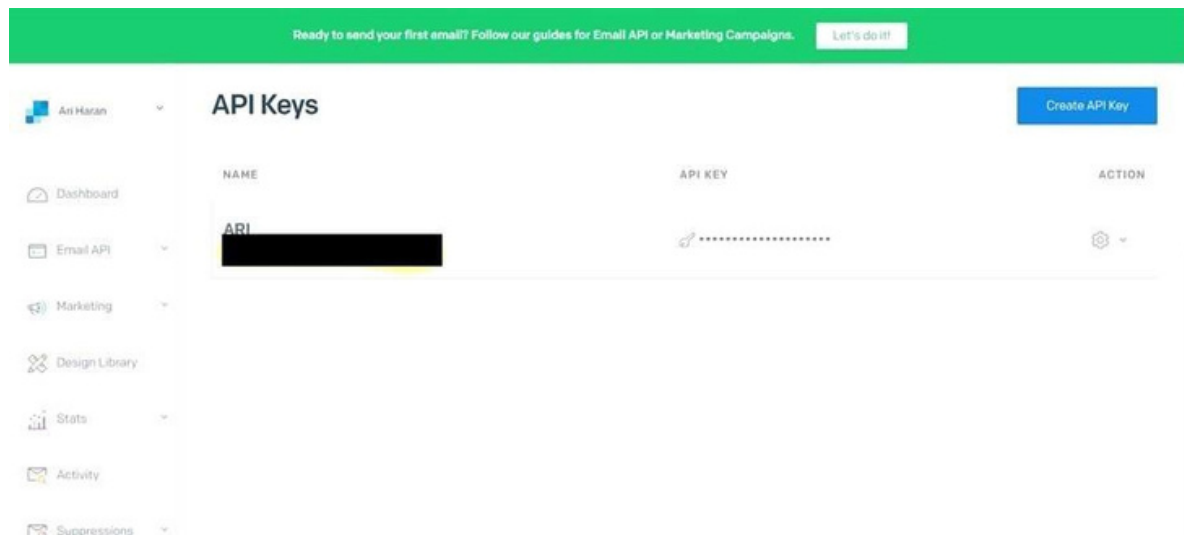 Ready to send your first email? Follow our guides for Email API or Marketing Campaigns.
Let's do it!
Ari Haran
API Keys
Create API Key
NAME
API KEY
ACTION
Dashboard
ARI
********************
Email API
Marketing
Design Library
Stats
Activity
Suppressions